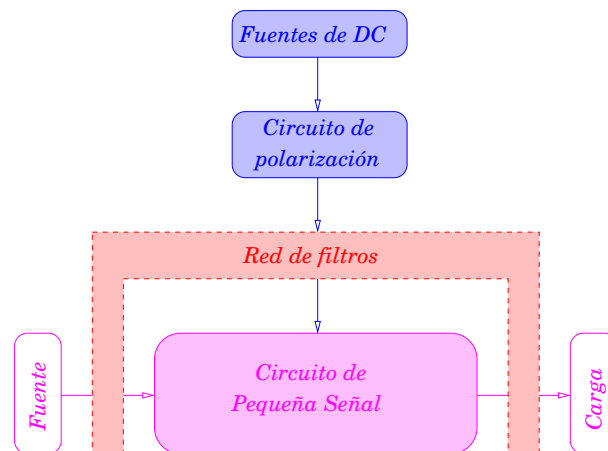 Fuentes de DC
Circuito de
polarización
Red de filtros
Fuente
Circuito de
Pequeña Señal
Carga